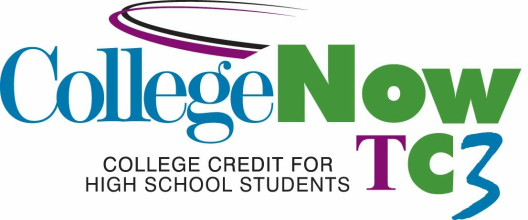 CollegeNow
COLLEGE CREDIT FOR
HIGH SCHOOL STUDENTS
TC3